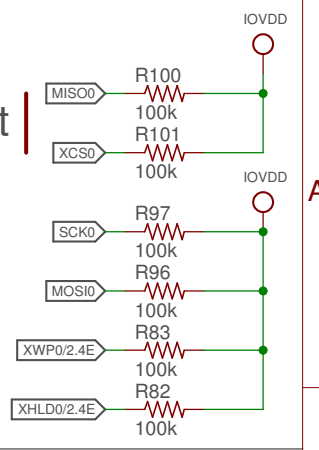 IOVDD
R100
MISO0
100k
t
R101
XCS0
100k
IOVDD
A
R97
SCK0
100k
R96
MOSI0
100k
R83
XWP0/2.4E
100k
R82
XHLD0/2.4E
100k